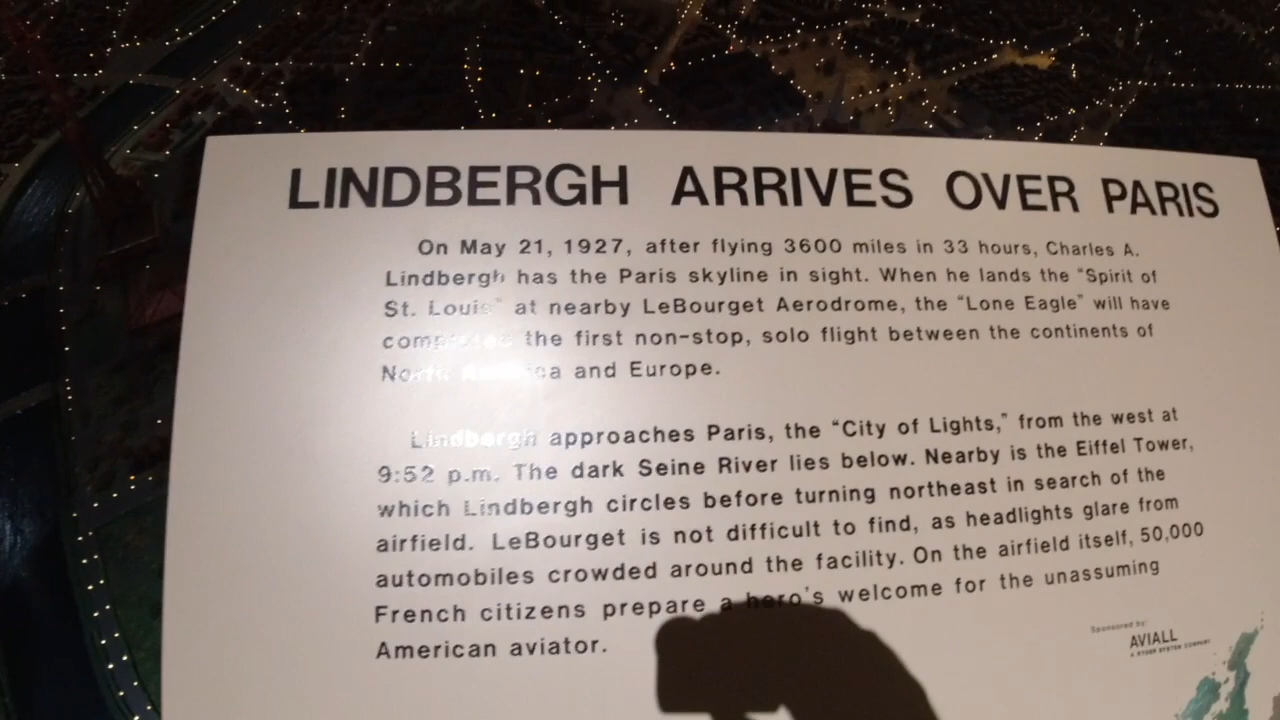 LINDBERGH ARRIVES OVER PARIS
On May 21, 1927, after flying 3600 miles in 33 hours, Charles A.
Lindbergh has the Paris skyline in sight. When he lands the "Spirit of
St. Louis" at nearby LeBourget Aerodrome, the "Lone Eagle" will have
completes the first non-stop, solo flight between the continents of
North America and Europe.
Lindbergh approaches Paris, the "City of Lights," from the west at
9:52 p.m. The dark Seine River lies below. Nearby is the Eiffel Tower,
which Lindbergh circles before turning northeast in search of the
airfield. LeBourget is not difficult to find, as headlights glare from
automobiles crowded around the facility. On the airfield itself, 50,000
French citizens prepare a hero's welcome for the unassuming
American aviator.
Sponsored by:
AVIALL
A RYDER SYSTEM COMPANY